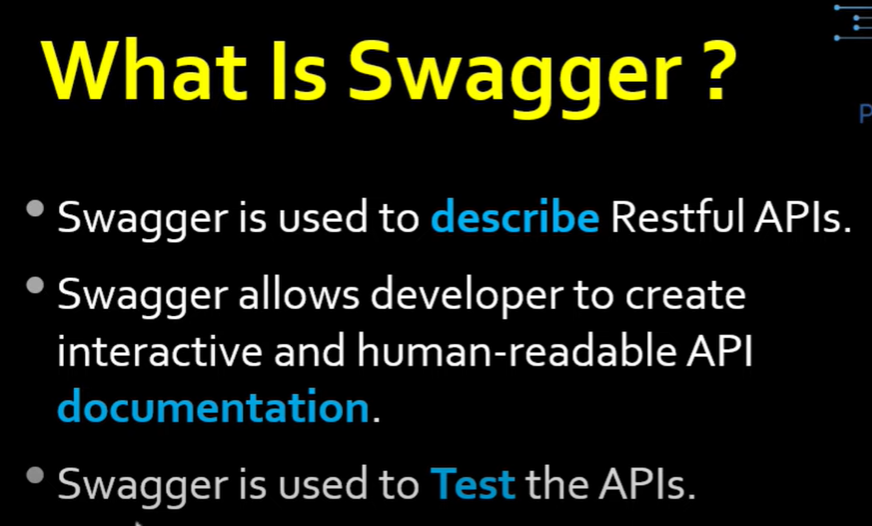 What Is Swagger ?
P
• Swagger is used to describe Restful APIs.
• Swagger allows developer to create
interactive and human-readable API
documentation.
• Swagger is used to Test the APIs.